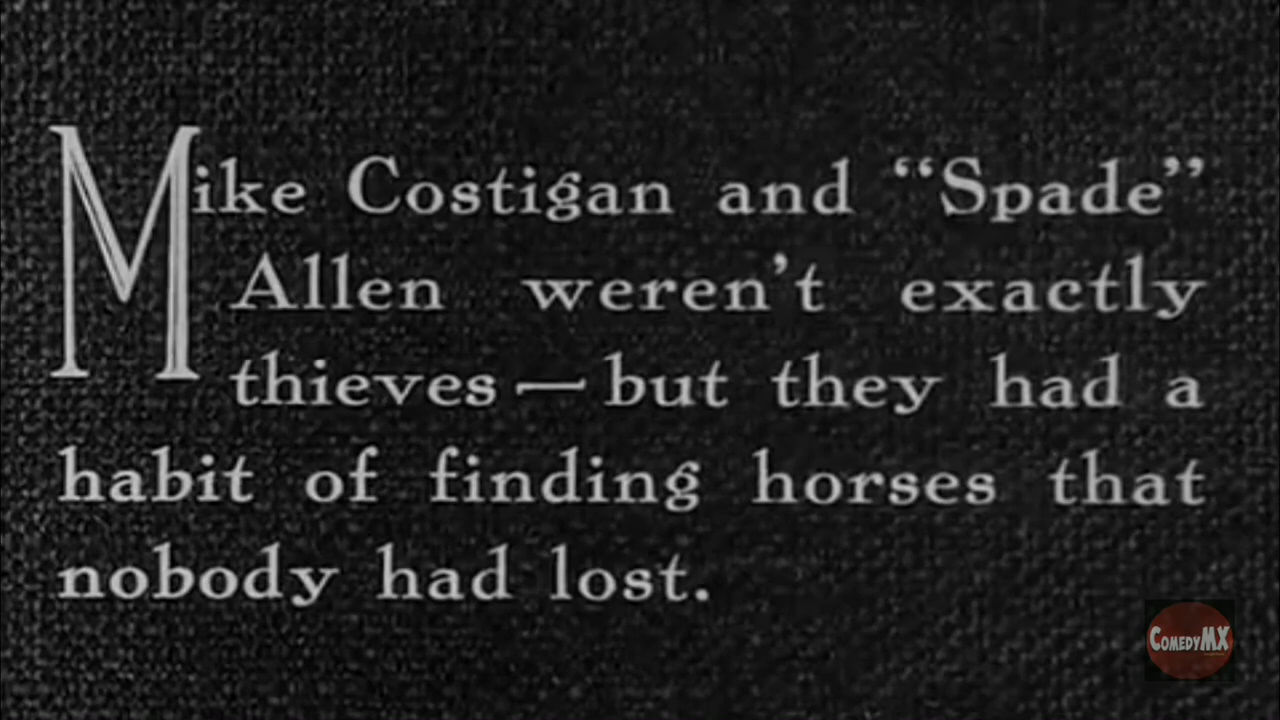 Mike Costigan and “Spade”
Allen weren’t exactly
thieves — but they had a
habit of finding horses that
nobody had lost.
COMEDYMX